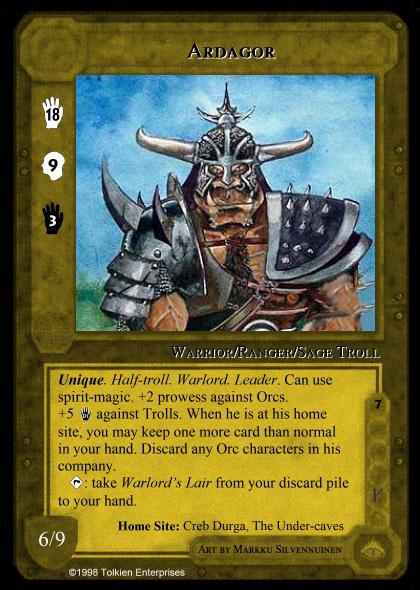 ARDAGOR
18
9
3
WARRIOR/RANGER/SAGE TROLL
Unique. Half-troll. Warlord. Leader. Can use
spirit-magic. +2 prowess against Orcs.
+5 against Trolls. When he is at his home
site, you may keep one more card than normal
in your hand. Discard any Orc characters in his
company.
: take Warlord's Lair from your discard pile
to your hand.
7
Home Site: Creb Durga, The Under-caves
6/9
ART BY MARKKU SILVENNUINEN
©1998 Tolkien Enterprises